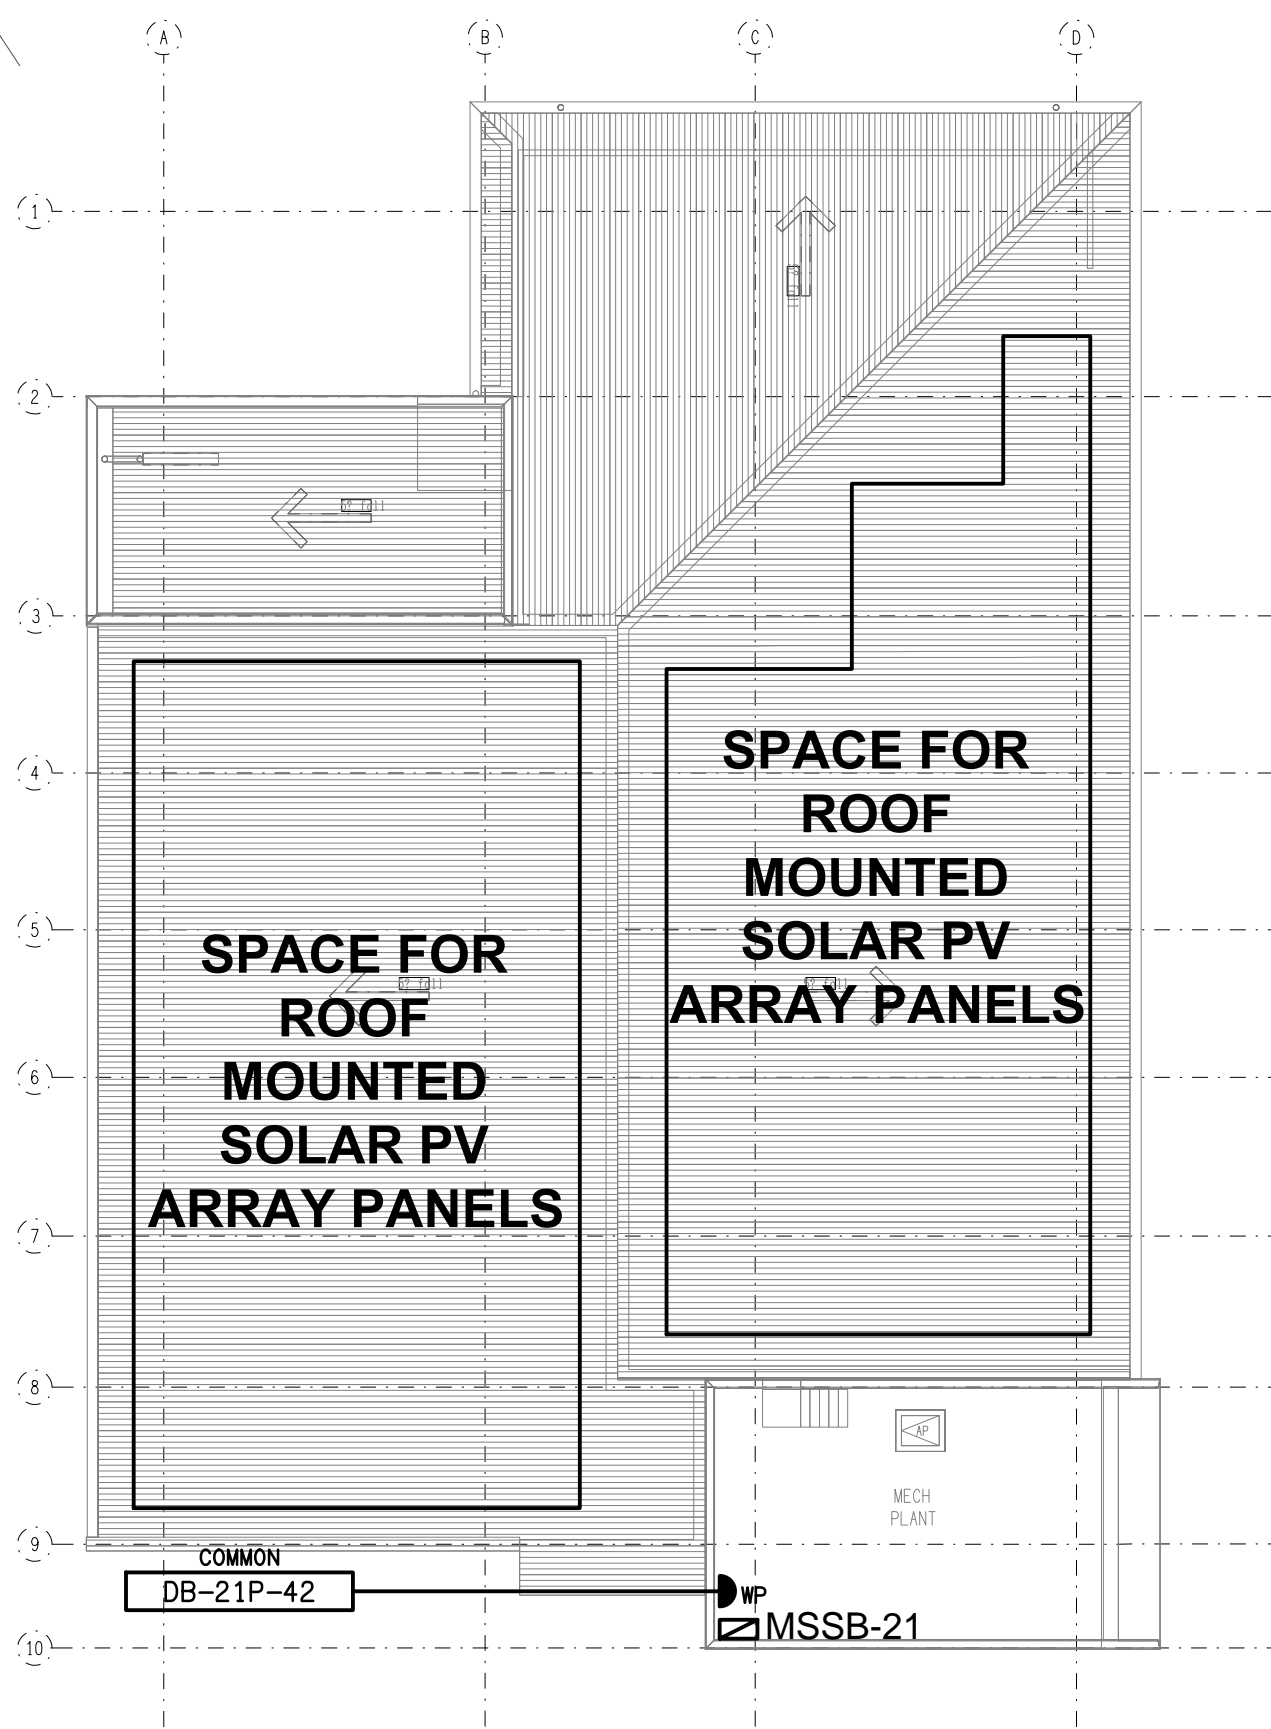 A
B
C
D
1
2
3
4
5
6
7
8
9
10
SPACE FOR
ROOF
MOUNTED
SOLAR PV
ARRAY PANELS
SPACE FOR
ROOF
MOUNTED
SOLAR PV
ARRAY PANELS
AP
MECH
PLANT
COMMON
DB-21P-42
WP
MSSB-21